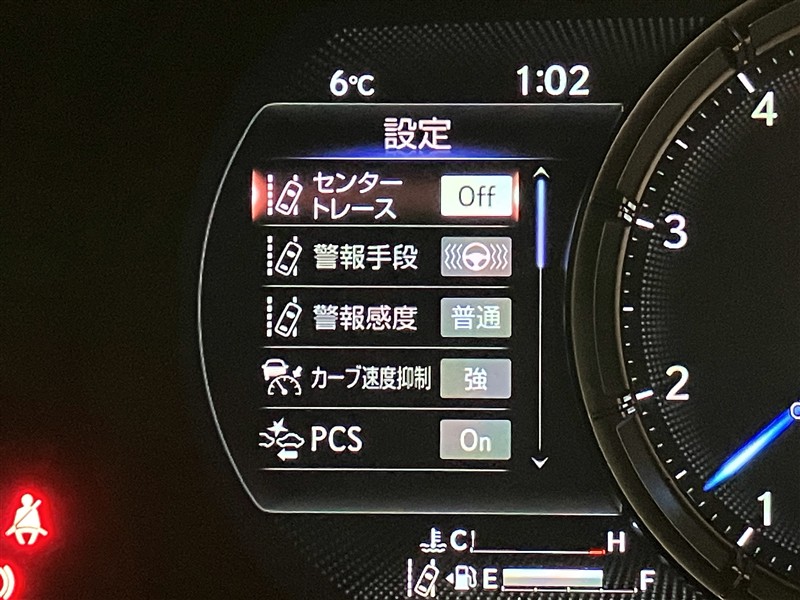 6℃ 1:02
設定
センター
トレース Off
警報手段
警報感度 普通
カーブ速度抑制 強
PCS On
4
3
2
1
C H
E F